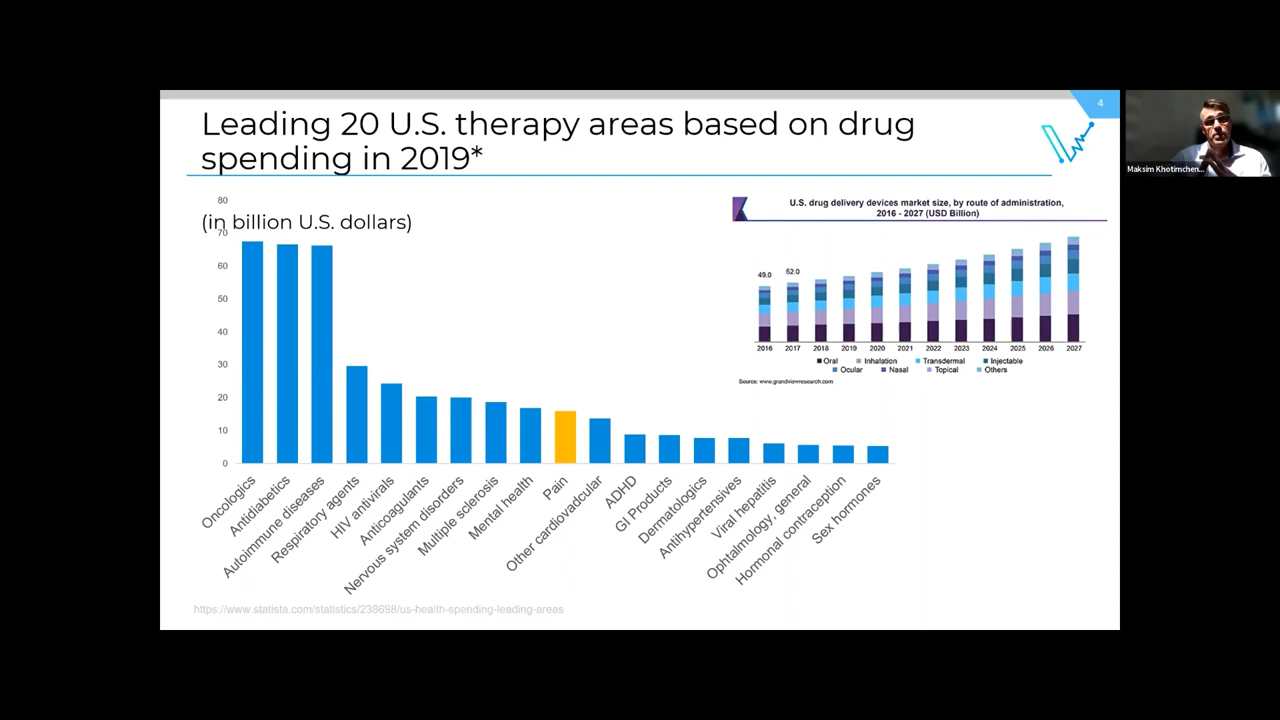 4
Leading 20 U.S. therapy areas based on drug
spending in 2019*
(in billion U.S. dollars)
80
70
60
50
40
30
20
10
0
Oncologics
Antidiabetics
Autoimmune diseases
Respiratory agents
HIV antivirals
Anticoagulants
Nervous system disorders
Multiple sclerosis
Mental health
Pain
Other cardiovadcular
ADHD
GI Products
Dermatologics
Antihypertensives
Viral hepatitis
Ophtalmology, general
Hormonal contraception
Sex hormones
U.S. drug delivery devices market size, by route of administration,
2016 - 2027 (USD Billion)
49.0 52.0
2016 2017 2018 2019 2020 2021 2022 2023 2024 2025 2026 2027
Oral Inhalation Transdermal Injectable
Ocular Nasal Topical Others
Source: www.grandviewresearch.com
https://www.statista.com/statistics/238698/us-health-spending-leading-areas
Maksim Khotimchen...